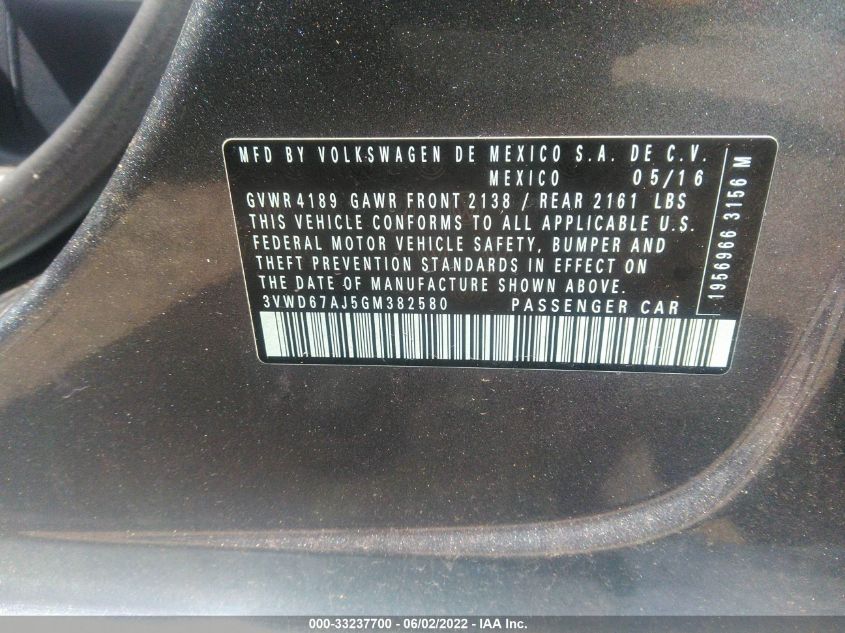 MFD BY VOLKSWAGEN DE MEXICO S.A. DE C.V.
MEXICO 05/16
GVWR 4189 GAWR FRONT 2138 / REAR 2161 LBS
THIS VEHICLE CONFORMS TO ALL APPLICABLE U.S.
FEDERAL MOTOR VEHICLE SAFETY, BUMPER AND
THEFT PREVENTION STANDARDS IN EFFECT ON
THE DATE OF MANUFACTURE SHOWN ABOVE.
3VWD67AJ5GM382580 PASSENGER CAR
19569666 3156 M
000-33237700 - 06/02/2022 - IAA Inc.